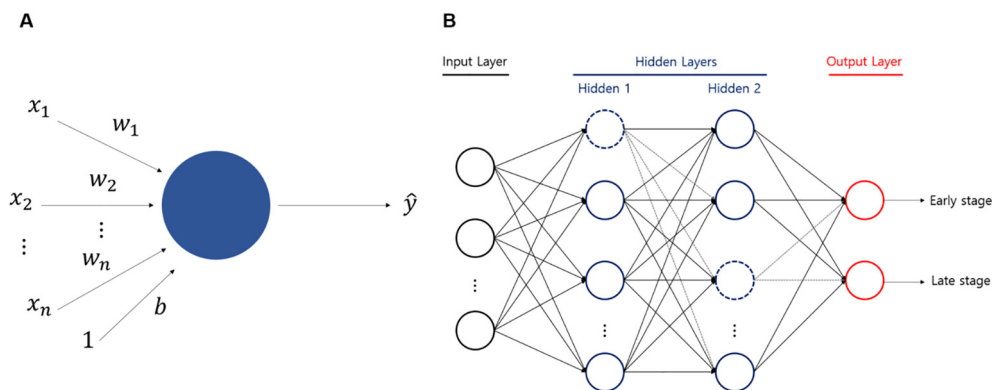 A
x₁
w₁
x₂
w₂
⋮
⋮
wₙ
xₙ
b
1
ŷ
B
Input Layer
Hidden Layers
Output Layer
Hidden 1
Hidden 2
Early stage
Late stage
⋮
⋮
⋮